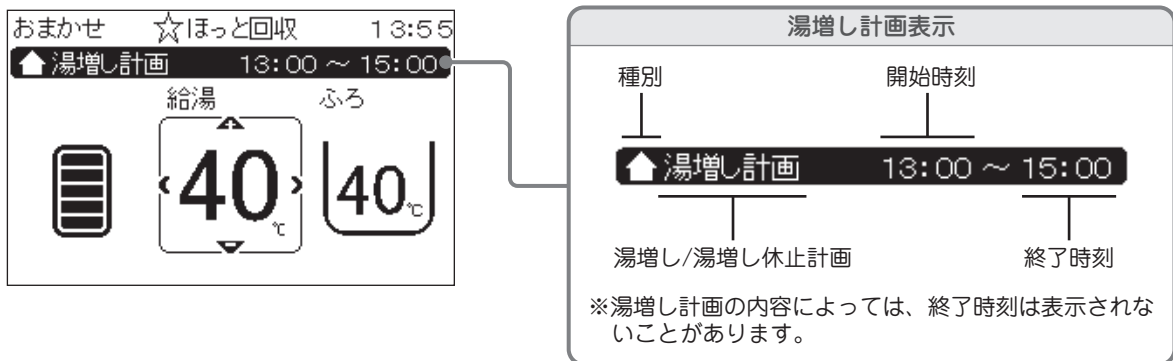 おまかせ ☆ほっと回収 13:55
湯増し計画 13:00 ～ 15:00
給湯 ふろ
40℃ 40℃
湯増し計画表示
種別 開始時刻
湯増し計画 13:00 ～ 15:00
湯増し/湯増し休止計画 終了時刻
※湯増し計画の内容によっては、終了時刻は表示されな
いことがあります。